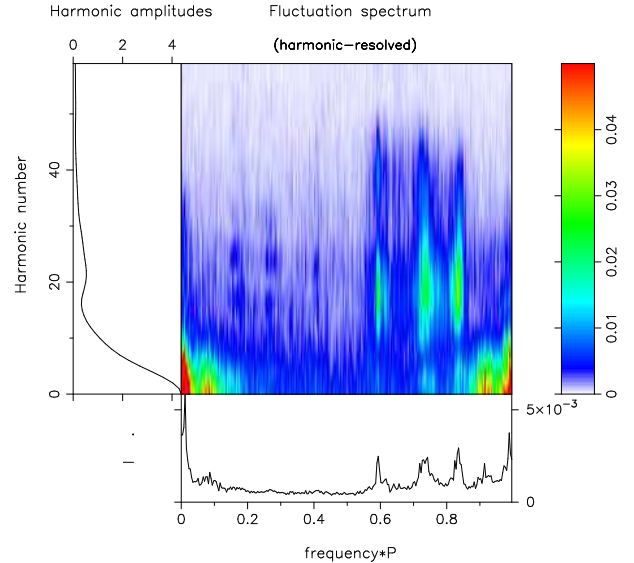 Harmonic amplitudes
Fluctuation spectrum
0 2 4
(harmonic-resolved)
Harmonic number
40
20
0
0.04
0.03
0.02
0.01
0
5×10⁻³
0
0 0.2 0.4 0.6 0.8
frequency*P